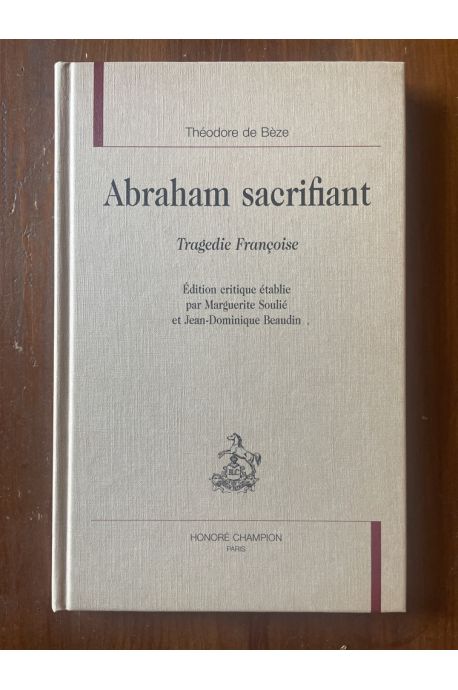 Théodore de Bèze
Abraham sacrifiant
Tragedie Françoise
Édition critique établie
par Marguerite Soulié
et Jean-Dominique Beaudin
HONORÉ CHAMPION
PARIS